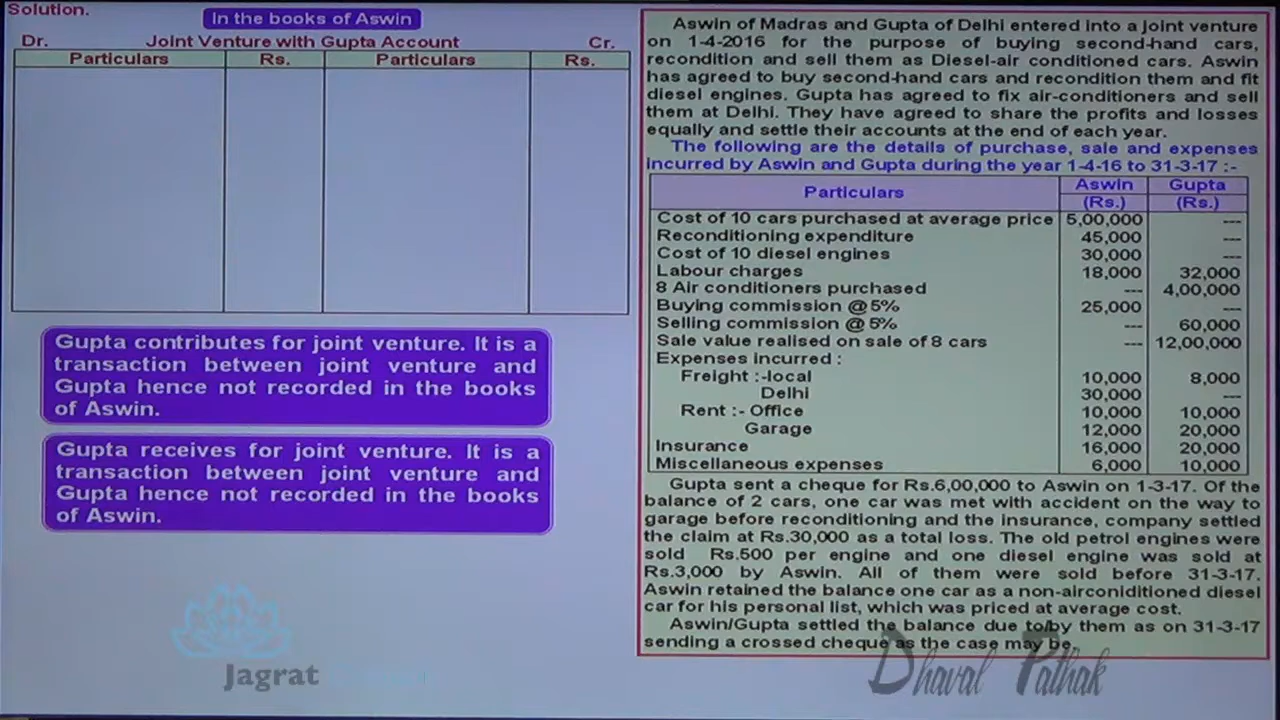 Solution.
In the books of Aswin
Dr. Joint Venture with Gupta Account Cr.
Particulars Rs. Particulars Rs.
Gupta contributes for joint venture. It is a
transaction between joint venture and
Gupta hence not recorded in the books
of Aswin.
Gupta receives for joint venture. It is a
transaction between joint venture and
Gupta hence not recorded in the books
of Aswin.
Jagrat
Aswin of Madras and Gupta of Delhi entered into a joint venture
on 1-4-2016 for the purpose of buying second-hand cars,
recondition and sell them as Diesel-air conditioned cars. Aswin
has agreed to buy second-hand cars and recondition them and fit
diesel engines. Gupta has agreed to fix air-conditioners and sell
them at Delhi. They have agreed to share the profits and losses
equally and settle their accounts at the end of each year.
The following are the details of purchase, sale and expenses
incurred by Aswin and Gupta during the year 1-4-16 to 31-3-17 :-
Particulars Aswin (Rs.) Gupta (Rs.)
Cost of 10 cars purchased at average price 5,00,000 ---
Reconditioning expenditure 45,000 ---
Cost of 10 diesel engines 30,000 ---
Labour charges 18,000 32,000
8 Air conditioners purchased --- 4,00,000
Buying commission @ 5% 25,000 ---
Selling commission @ 5% --- 60,000
Sale value realised on sale of 8 cars --- 12,00,000
Expenses incurred :
Freight :-local 10,000 8,000
Delhi 30,000 ---
Rent :- Office 10,000 10,000
Garage 12,000 20,000
Insurance 16,000 20,000
Miscellaneous expenses 6,000 10,000
Gupta sent a cheque for Rs.6,00,000 to Aswin on 1-3-17. Of the
balance of 2 cars, one car was met with accident on the way to
garage before reconditioning and the insurance, company settled
the claim at Rs.30,000 as a total loss. The old petrol engines were
sold Rs.500 per engine and one diesel engine was sold at
Rs.3,000 by Aswin. All of them were sold before 31-3-17.
Aswin retained the balance one car as a non-airconiditioned diesel
car for his personal list, which was priced at average cost.
Aswin/Gupta settled the balance due to/by them as on 31-3-17
sending a crossed cheque as the case may be.
Dhaval Pathak